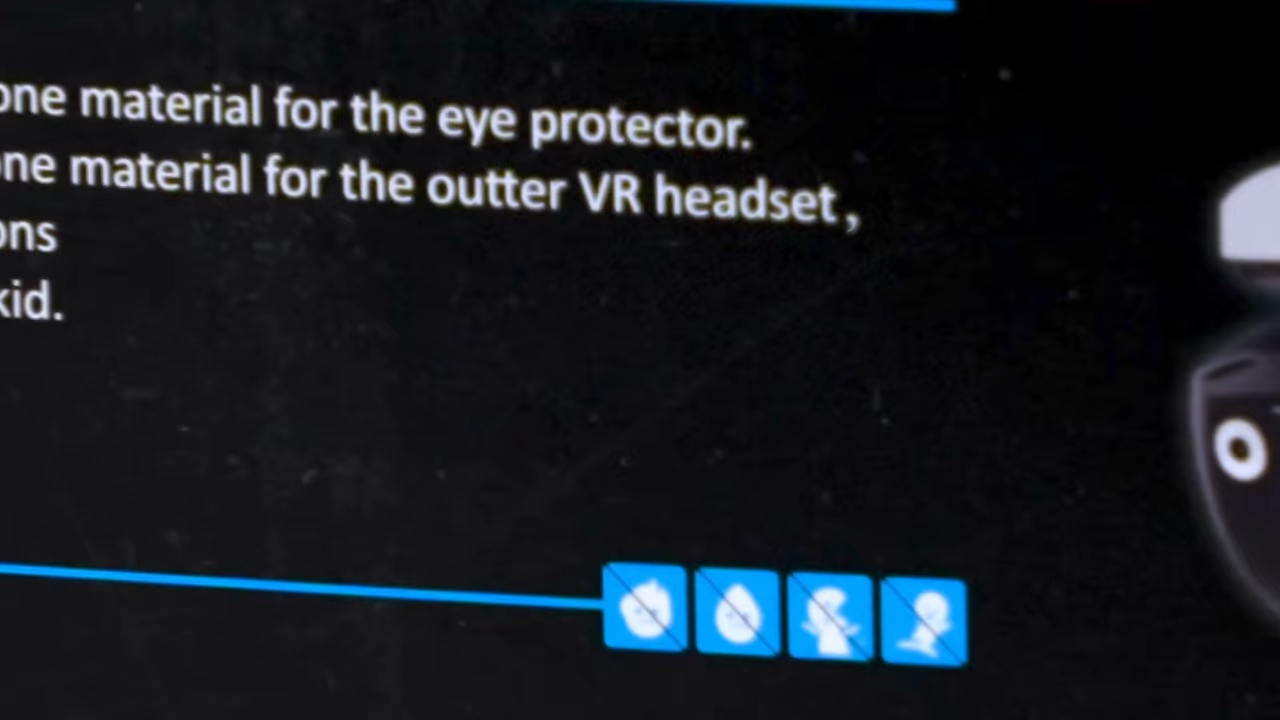 one material for the eye protector.
one material for the outter VR headset,
ons
kid.